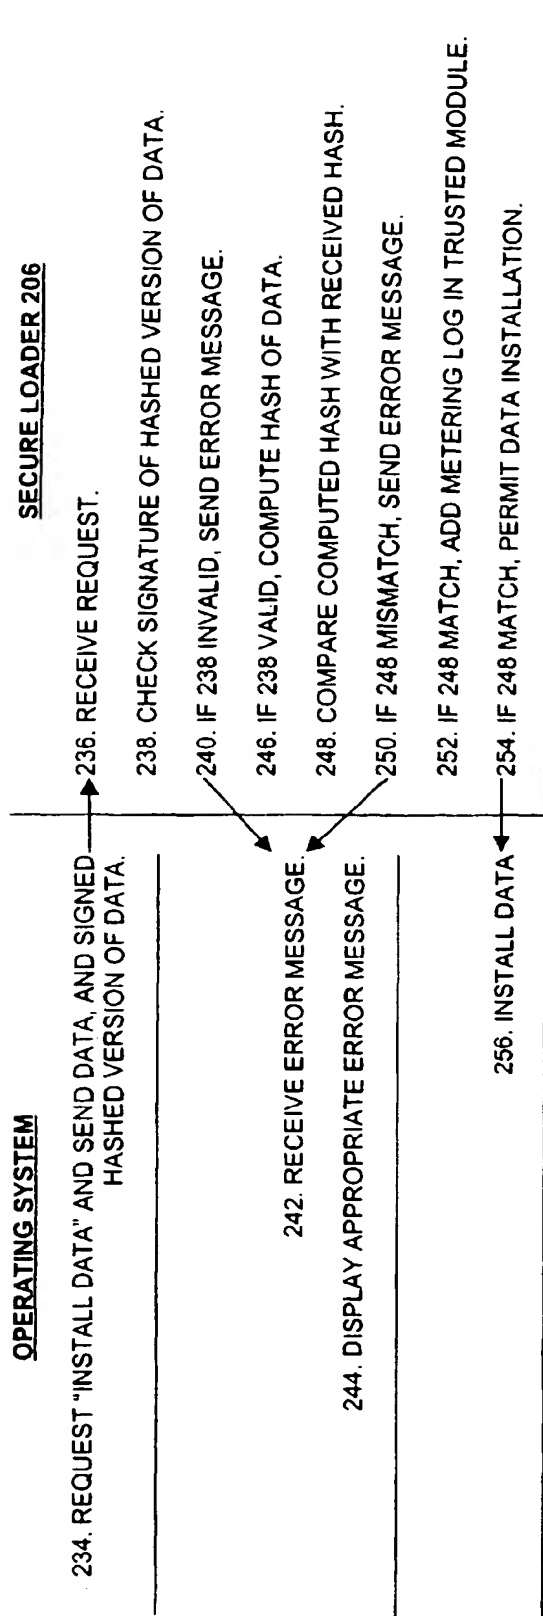 OPERATING SYSTEM
SECURE LOADER 206
234. REQUEST "INSTALL DATA" AND SEND DATA, AND SIGNED
HASHED VERSION OF DATA.
236. RECEIVE REQUEST.
238. CHECK SIGNATURE OF HASHED VERSION OF DATA.
240. IF 238 INVALID, SEND ERROR MESSAGE.
242. RECEIVE ERROR MESSAGE.
244. DISPLAY APPROPRIATE ERROR MESSAGE.
246. IF 238 VALID, COMPUTE HASH OF DATA.
248. COMPARE COMPUTED HASH WITH RECEIVED HASH.
250. IF 248 MISMATCH, SEND ERROR MESSAGE.
252. IF 248 MATCH, ADD METERING LOG IN TRUSTED MODULE.
254. IF 248 MATCH, PERMIT DATA INSTALLATION.
256. INSTALL DATA